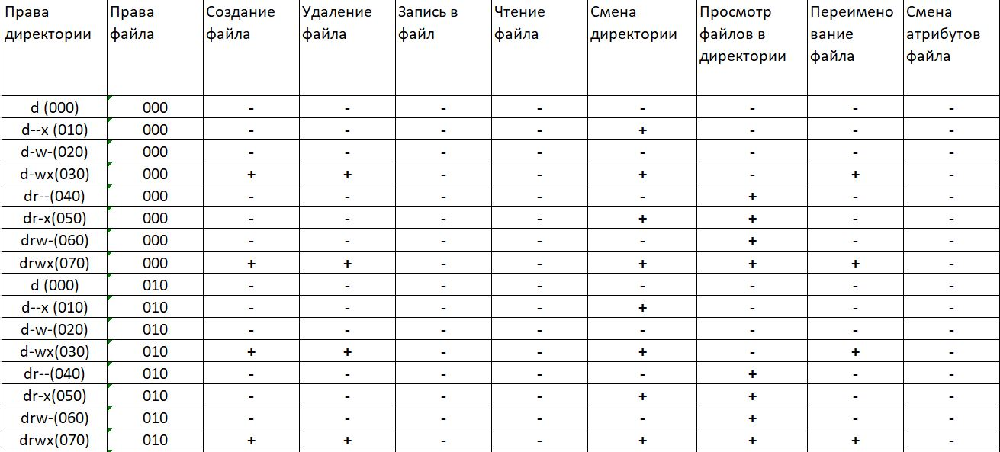 Права директории | Права файла | Создание файла | Удаление файла | Запись в файл | Чтение файла | Смена директории | Просмотр файлов в директории | Переимено вание файла | Смена атрибутов файла
d (000) | 000 | - | - | - | - | - | - | - | -
d--x (010) | 000 | - | - | - | - | + | - | - | -
d-w-(020) | 000 | - | - | - | - | - | - | - | -
d-wx(030) | 000 | + | + | - | - | + | - | + | -
dr--(040) | 000 | - | - | - | - | - | + | - | -
dr-x(050) | 000 | - | - | - | - | + | + | - | -
drw-(060) | 000 | - | - | - | - | - | + | - | -
drwx(070) | 000 | + | + | - | - | + | + | + | -
d (000) | 010 | - | - | - | - | - | - | - | -
d--x (010) | 010 | - | - | - | - | + | - | - | -
d-w-(020) | 010 | - | - | - | - | - | - | - | -
d-wx(030) | 010 | + | + | - | - | + | - | + | -
dr--(040) | 010 | - | - | - | - | - | + | - | -
dr-x(050) | 010 | - | - | - | - | + | + | - | -
drw-(060) | 010 | - | - | - | - | - | + | - | -
drwx(070) | 010 | + | + | - | - | + | + | + | -